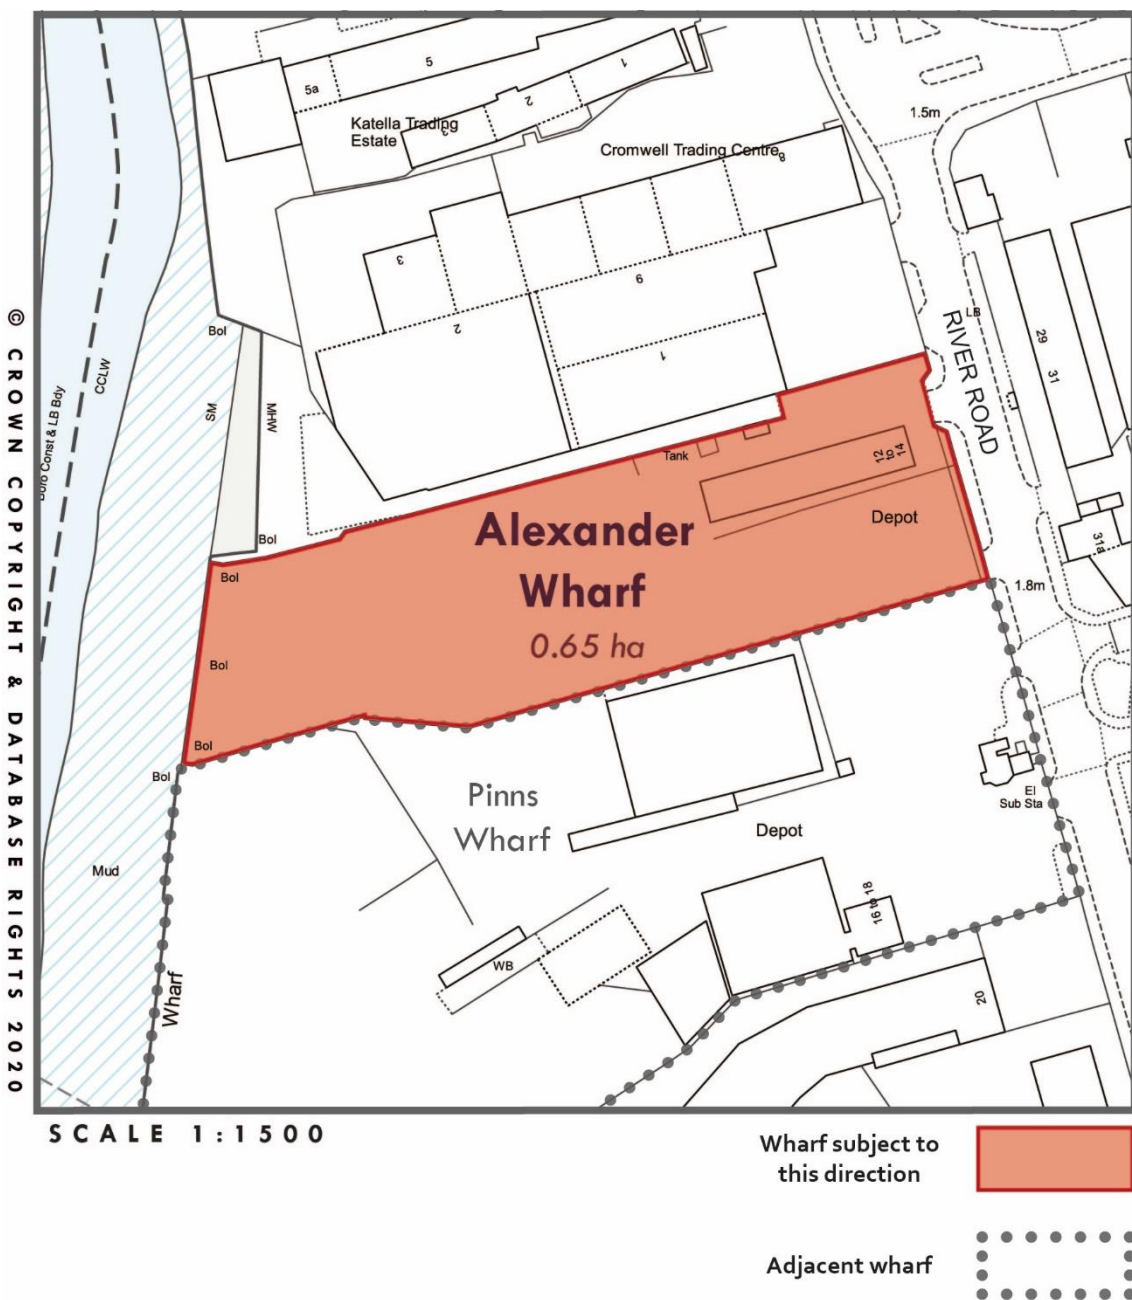 5
5a
1
2
3
Katella Trading
Estate
1.5m
Cromwell Trading Centre
8
3
9
2
1
Bol
LB
RIVER ROAD
29
31
CCLW
SM
MHW
Const & LB Bdy
Tank
12
to
14
Alexander
Wharf
0.65 ha
Depot
Bol
Bol
31a
1.8m
Bol
Bol
Bol
Pinns
Wharf
El
Sub Sta
Depot
Mud
16 to 18
WB
Wharf
20
© CROWN COPYRIGHT & DATABASE RIGHTS 2020
SCALE 1:1500
Wharf subject to
this direction
Adjacent wharf